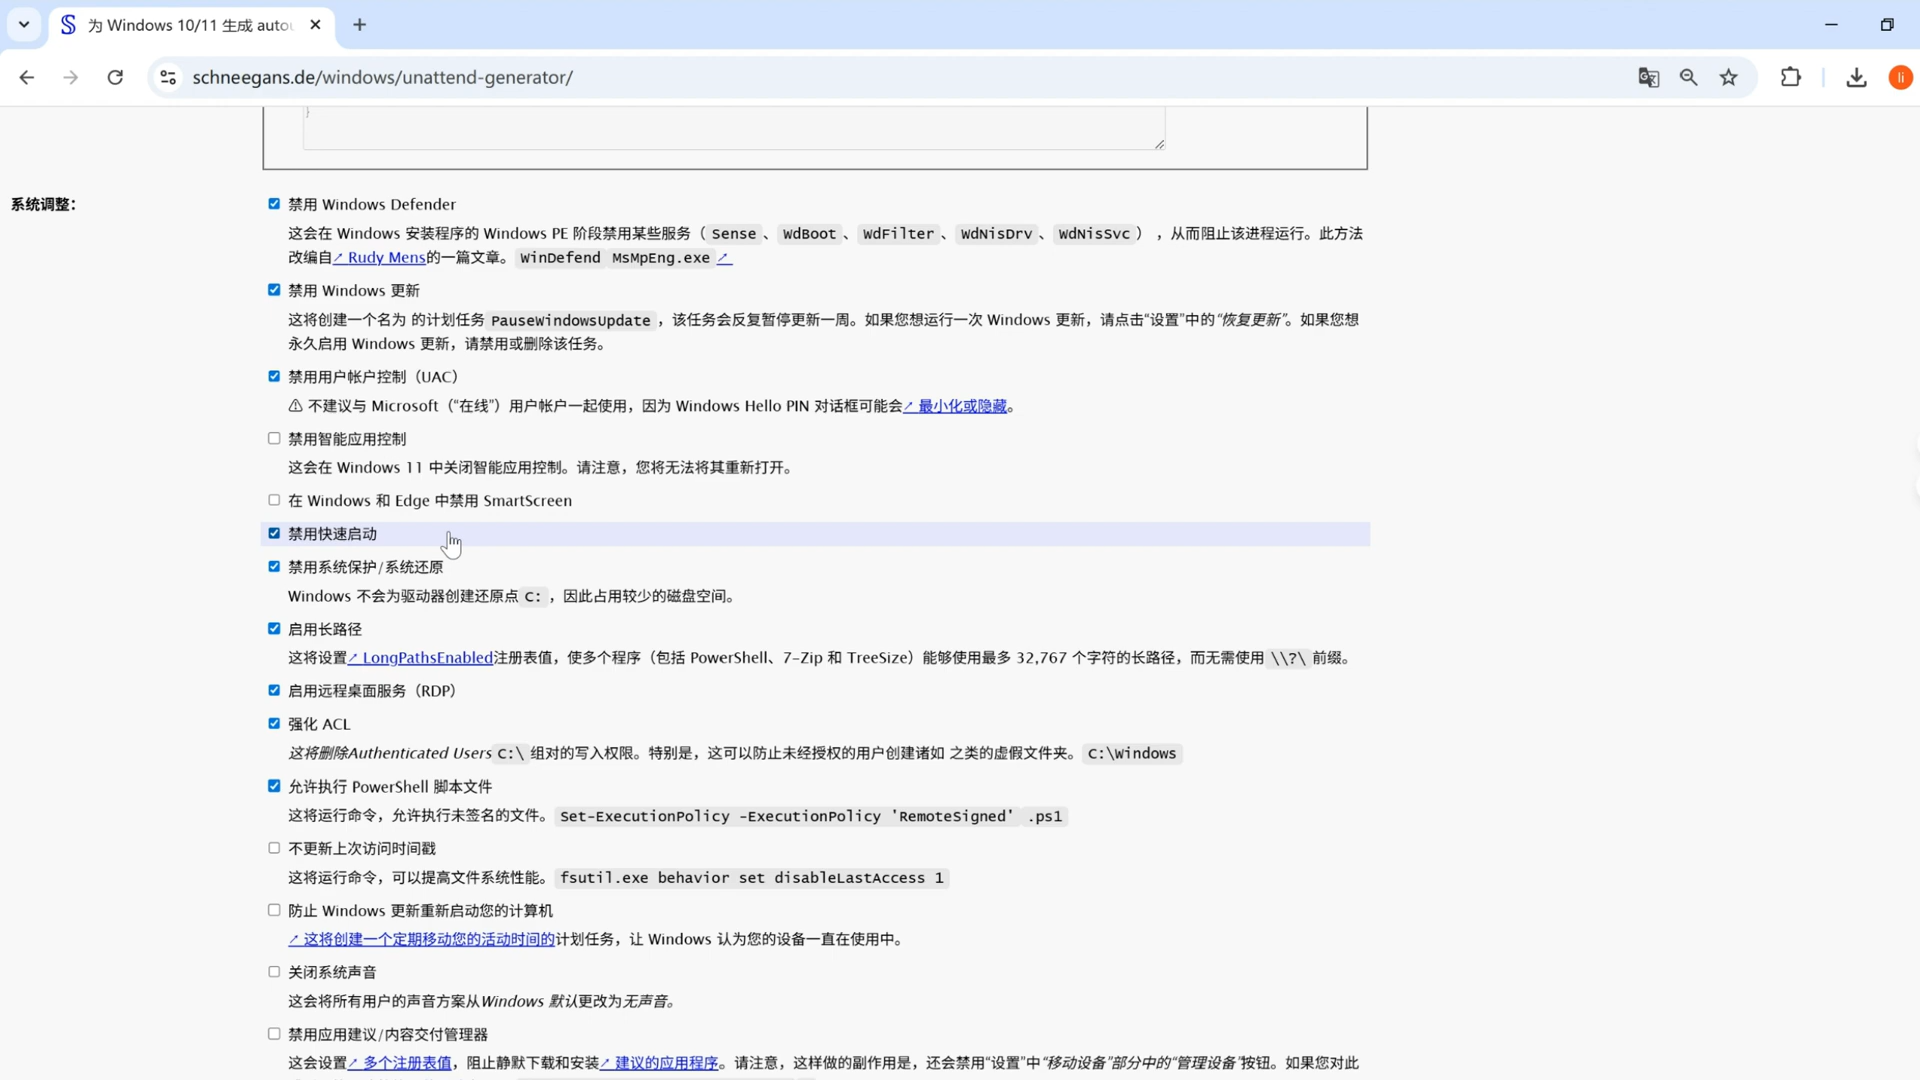 为 Windows 10/11 生成 auto
schneegans.de/windows/unattend-generator/
li
}
系统调整：
禁用 Windows Defender
这会在 Windows 安装程序的 Windows PE 阶段禁用某些服务（ Sense 、 WdBoot 、 WdFilter 、 WdNisDrv 、 WdNisSvc ） ，从而阻止该进程运行。此方法
改编自↗ Rudy Mens的一篇文章。 WinDefend MsMpEng.exe ↗
禁用 Windows 更新
这将创建一个名为 的计划任务 PauseWindowsUpdate ，该任务会反复暂停更新一周。如果您想运行一次 Windows 更新，请点击“设置”中的“恢复更新”。如果您想
永久启用 Windows 更新，请禁用或删除该任务。
禁用用户帐户控制（UAC）
⚠ 不建议与 Microsoft（“在线”）用户帐户一起使用，因为 Windows Hello PIN 对话框可能会↗ 最小化或隐藏。
禁用智能应用控制
这会在 Windows 11 中关闭智能应用控制。请注意，您将无法将其重新打开。
在 Windows 和 Edge 中禁用 SmartScreen
禁用快速启动
禁用系统保护/系统还原
Windows 不会为驱动器创建还原点 C: ，因此占用较少的磁盘空间。
启用长路径
这将设置↗ LongPathsEnabled注册表值，使多个程序（包括 PowerShell、7-Zip 和 TreeSize）能够使用最多 32,767 个字符的长路径，而无需使用 \\?\ 前缀。
启用远程桌面服务（RDP）
强化 ACL
这将删除Authenticated Users C:\ 组对的写入权限。特别是，这可以防止未经授权的用户创建诸如 之类的虚假文件夹。 C:\Windows
允许执行 PowerShell 脚本文件
这将运行命令，允许执行未签名的文件。 Set-ExecutionPolicy -ExecutionPolicy 'RemoteSigned' .ps1
不更新上次访问时间戳
这将运行命令，可以提高文件系统性能。 fsutil.exe behavior set disableLastAccess 1
防止 Windows 更新重新启动您的计算机
↗ 这将创建一个定期移动您的活动时间的计划任务，让 Windows 认为您的设备一直在使用中。
关闭系统声音
这会将所有用户的声音方案从Windows 默认更改为无声音。
禁用应用建议/内容交付管理器
这会设置↗ 多个注册表值，阻止静默下载和安装↗ 建议的应用程序。请注意，这样做的副作用是，还会禁用“设置”中“移动设备”部分中的“管理设备”按钮。如果您对此